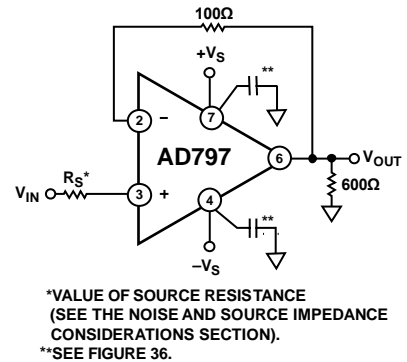 100Ω
+VS
**
2
−
7
AD797
6
VOUT
VIN
RS*
3
+
4
**
600Ω
−VS
*VALUE OF SOURCE RESISTANCE
(SEE THE NOISE AND SOURCE IMPEDANCE
CONSIDERATIONS SECTION).
**SEE FIGURE 36.